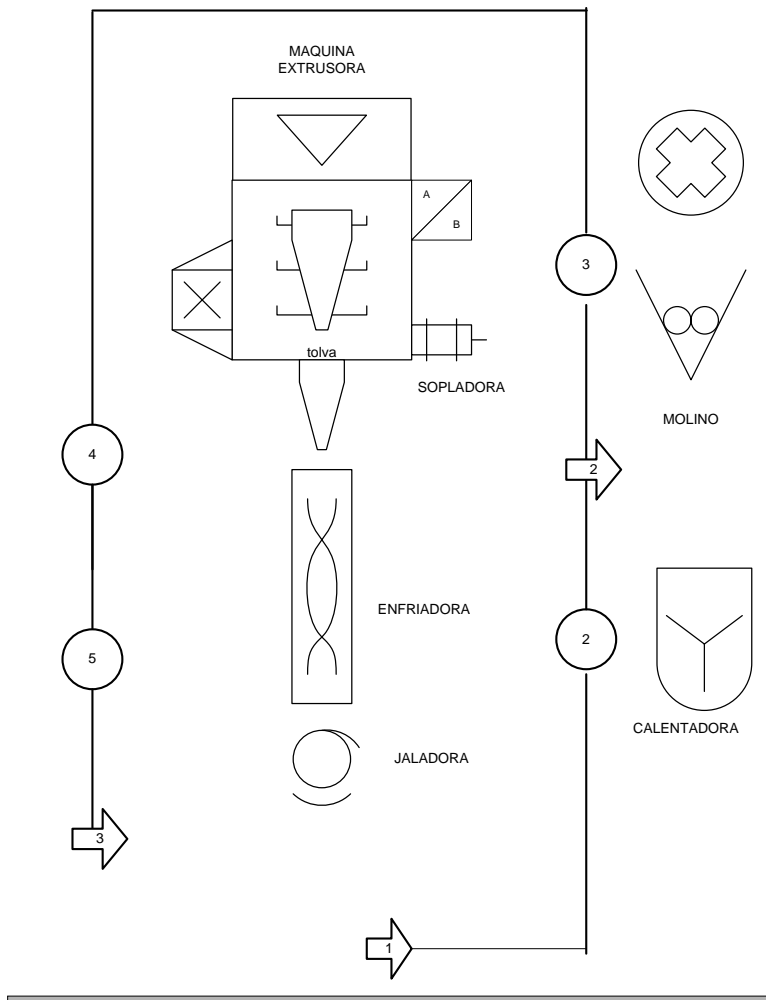 MAQUINA
EXTRUSORA
A
B
3
tolva
SOPLADORA
MOLINO
4
2
ENFRIADORA
2
5
CALENTADORA
JALADORA
3
1